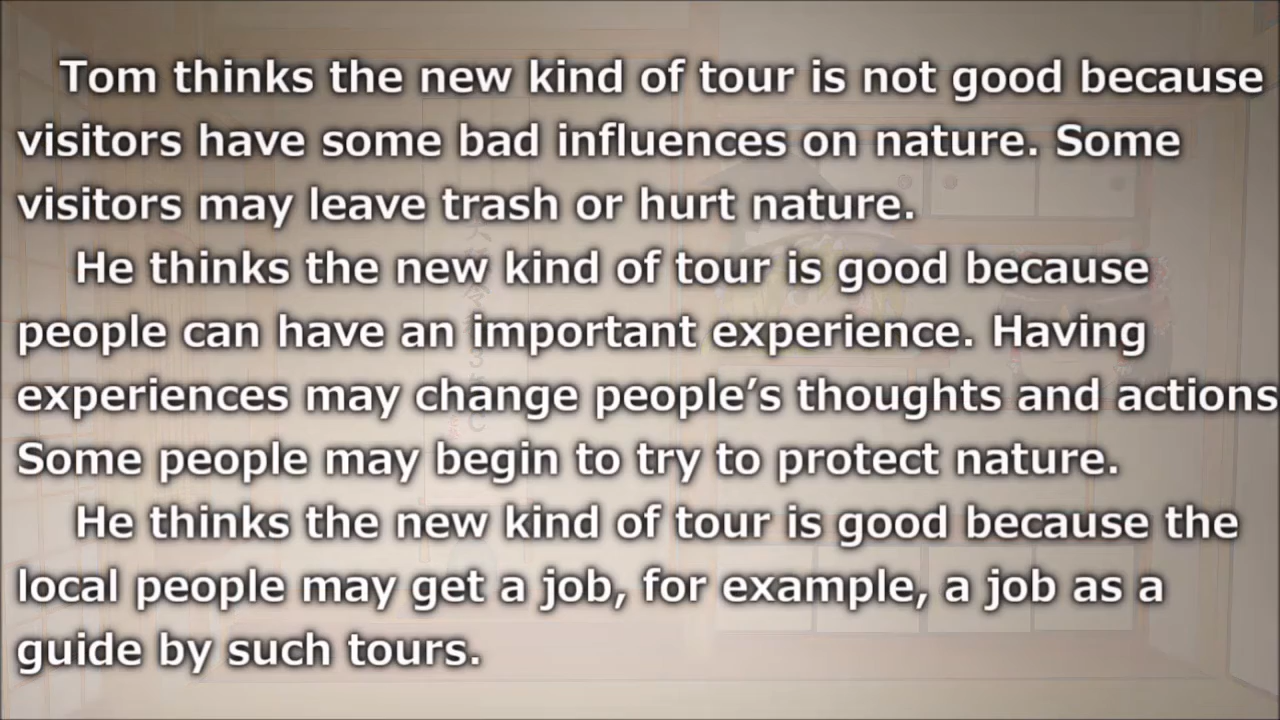 Tom thinks the new kind of tour is not good because
visitors have some bad influences on nature. Some
visitors may leave trash or hurt nature.
He thinks the new kind of tour is good because
people can have an important experience. Having
experiences may change people’s thoughts and actions
Some people may begin to try to protect nature.
He thinks the new kind of tour is good because the
local people may get a job, for example, a job as a
guide by such tours.